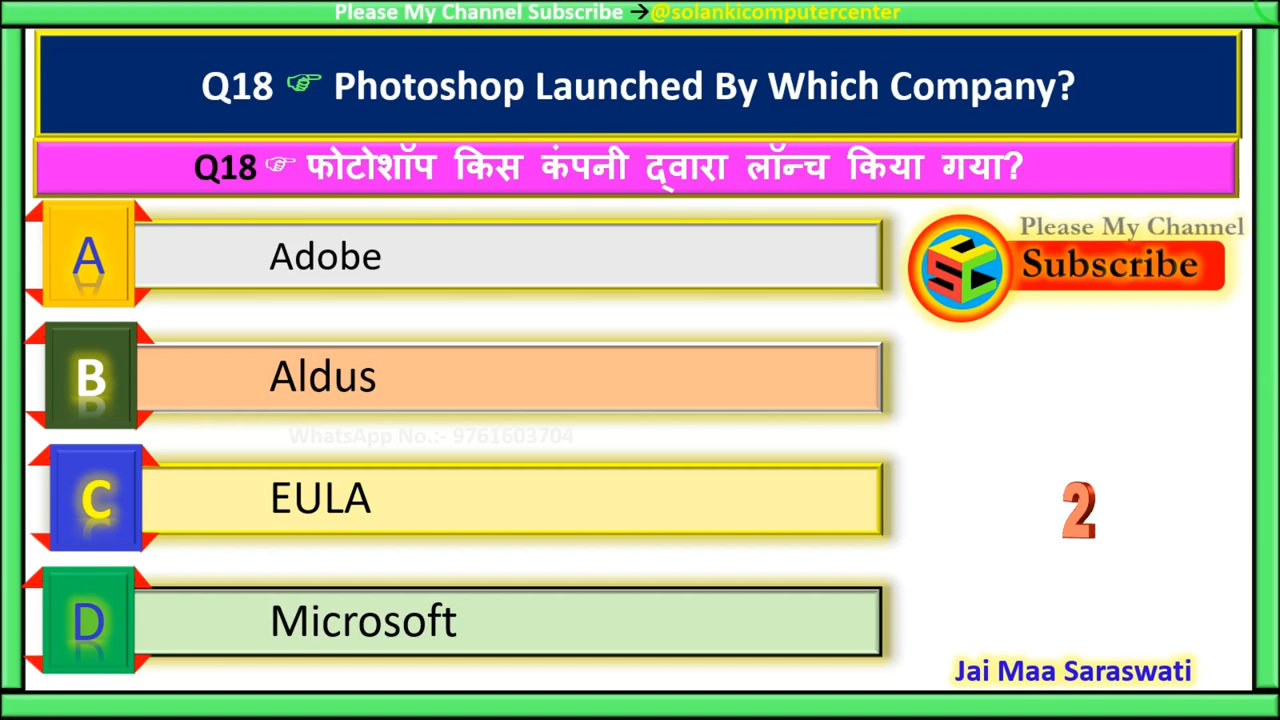 Please My Channel Subscribe →@solankicomputercenter
Q18 ☞ Photoshop Launched By Which Company?
Q18 ☞ फोटोशॉप किस कंपनी द्वारा लॉन्च किया गया?
A Adobe
Please My Channel
Subscribe
SCC
B Aldus
WhatsApp No.:- 9761603704
C EULA
2
D Microsoft
Jai Maa Saraswati